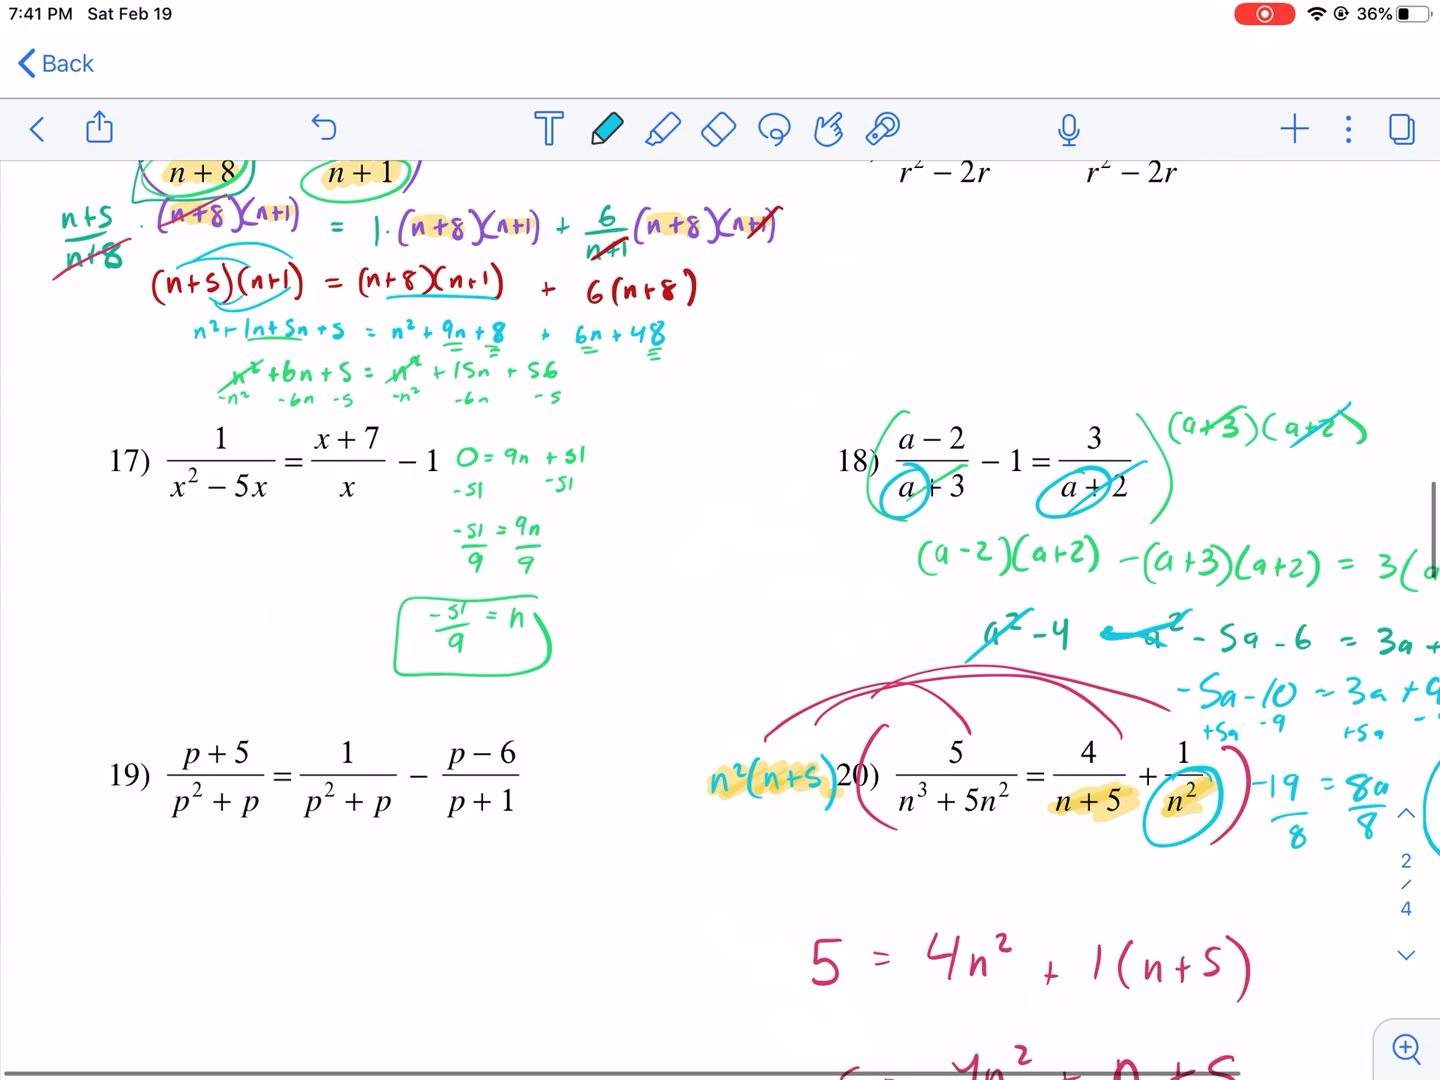 7:41 PM Sat Feb 19
36%
Back
T
n + 8
n + 1
r² − 2r
r² − 2r
(n+5)/(n+8) · (n+8)(n+1) = 1·(n+8)(n+1) + 6/(n+1) (n+8)(n+1)
(n+5)(n+1) = (n+8)(n+1) + 6(n+8)
n²+1n+5n+5 = n²+9n+8 + 6n+48
n²+6n+5 = n²+15n+56
-n² -6n -5 -n² -6n -5
17) 1/(x² − 5x) = (x + 7)/x − 1
0 = 9n + 51
-51 -51
-51/9 = 9n/9
-51/9 = n
18) (a − 2)/(a + 3) − 1 = 3/(a + 2) (a+3)(a+2)
(a-2)(a+2) -(a+3)(a+2) = 3(a
a²-4 -a²-5a-6 = 3a+
-5a-10 = 3a+9
+5a -9 +5a -
-19/8 = 8a/8
19) (p + 5)/(p² + p) = 1/(p² + p) − (p − 6)/(p + 1)
n²(n+5) 20) (5/(n³ + 5n²) = 4/(n + 5) + 1/n²)
2
/
4
5 = 4n² + 1(n+5)
4n² + n + 5